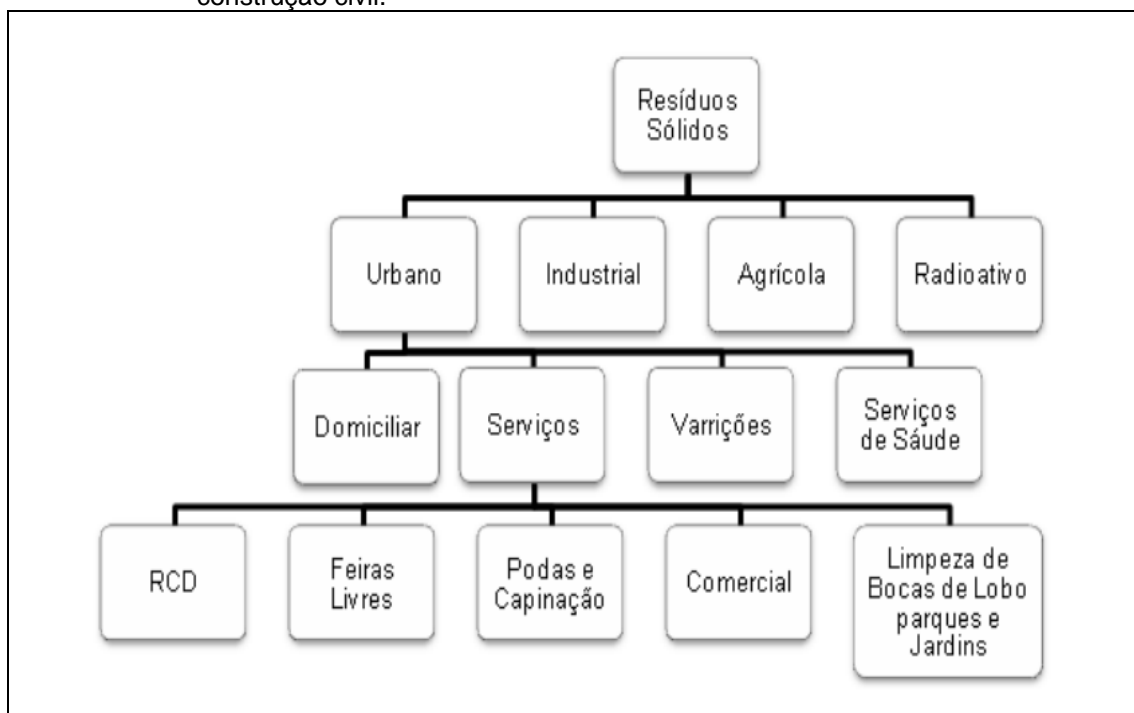 construção civil.
Resíduos
Sólidos
Urbano
Industrial
Agrícola
Radioativo
Domiciliar
Serviços
Varrições
Serviços
de Sáude
RCD
Feiras
Livres
Podas e
Capinação
Comercial
Limpeza de
Bocas de Lobo
parques e
Jardins